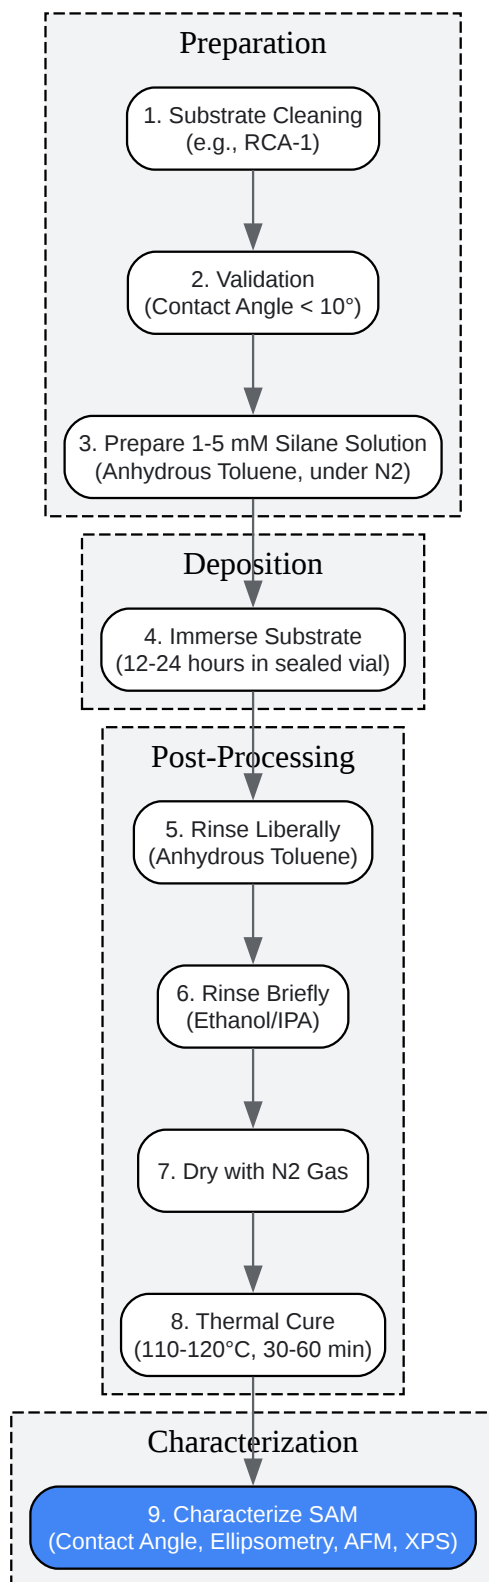 Preparation
1. Substrate Cleaning
(e.g., RCA-1)
2. Validation
(Contact Angle < 10°)
3. Prepare 1-5 mM Silane Solution
(Anhydrous Toluene, under N2)
Deposition
4. Immerse Substrate
(12-24 hours in sealed vial)
Post-Processing
5. Rinse Liberally
(Anhydrous Toluene)
6. Rinse Briefly
(Ethanol/IPA)
7. Dry with N2 Gas
8. Thermal Cure
(110-120°C, 30-60 min)
Characterization
9. Characterize SAM
(Contact Angle, Ellipsometry, AFM, XPS)